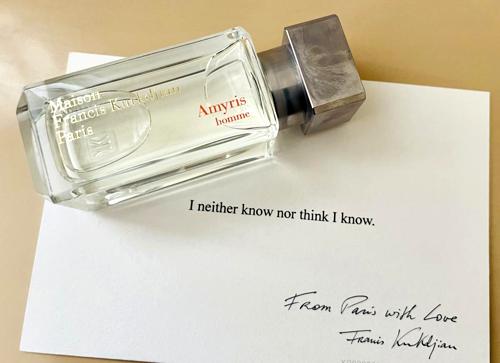 Maison
Francis Kurkdjian
Paris
Amyris
homme
I neither know nor think I know.
From Paris with Love
Francis Kurkdjian